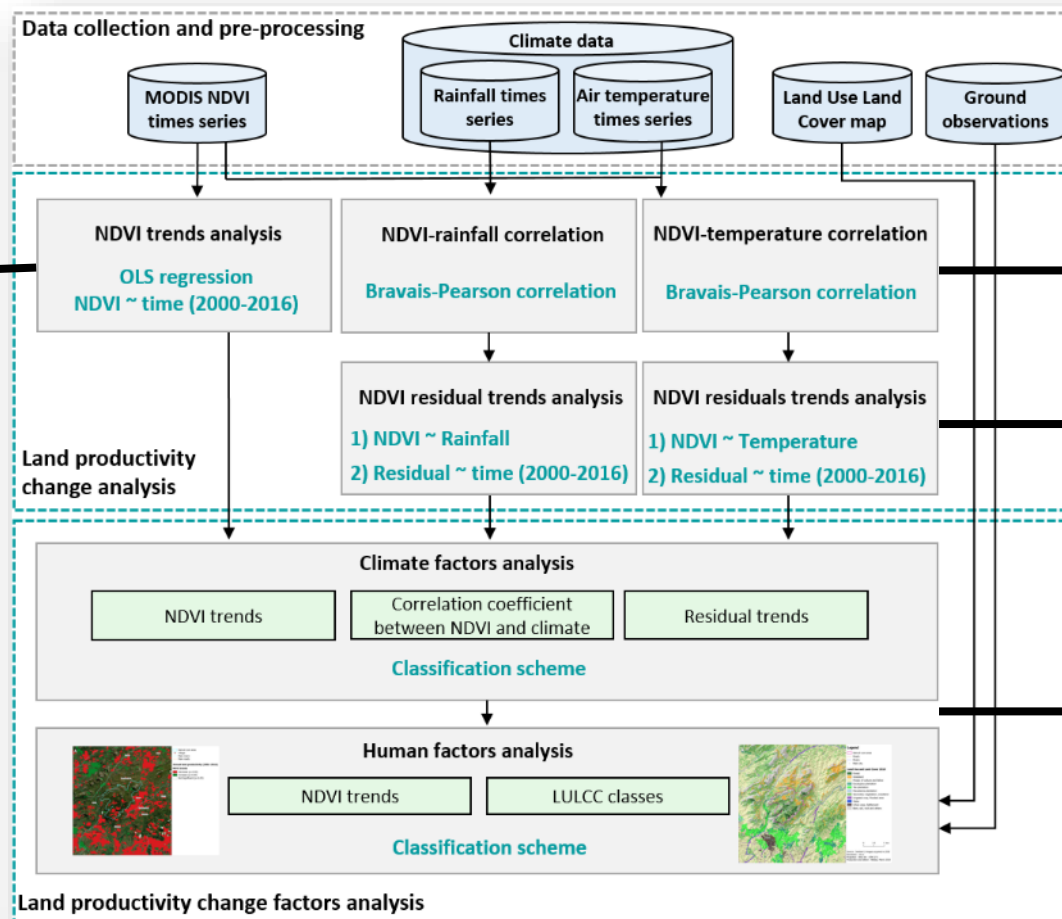 Data collection and pre-processing
Climate data
MODIS NDVI
times series
Rainfall times
series
Air temperature
times series
Land Use Land
Cover map
Ground
observations
NDVI trends analysis
OLS regression
NDVI ~ time (2000-2016)
NDVI-rainfall correlation
Bravais-Pearson correlation
NDVI-temperature correlation
Bravais-Pearson correlation
NDVI residual trends analysis
1) NDVI ~ Rainfall
2) Residual ~ time (2000-2016)
NDVI residuals trends analysis
1) NDVI ~ Temperature
2) Residual ~ time (2000-2016)
Land productivity
change analysis
Climate factors analysis
NDVI trends
Correlation coefficient
between NDVI and climate
Residual trends
Classification scheme
Human factors analysis
NDVI trends
LULCC classes
Classification scheme
Land productivity change factors analysis